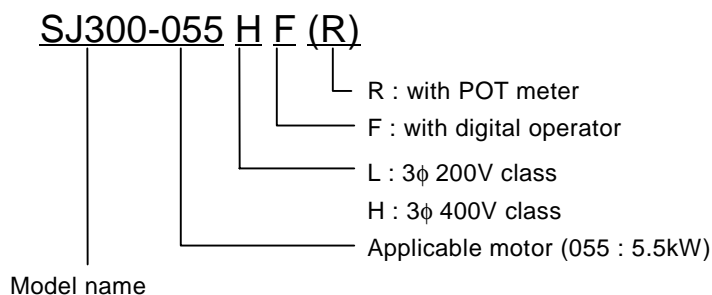 SJ300-055 H F (R)
R : with POT meter
F : with digital operator
L : 3ϕ 200V class
H : 3ϕ 400V class
Applicable motor (055 : 5.5kW)
Model name